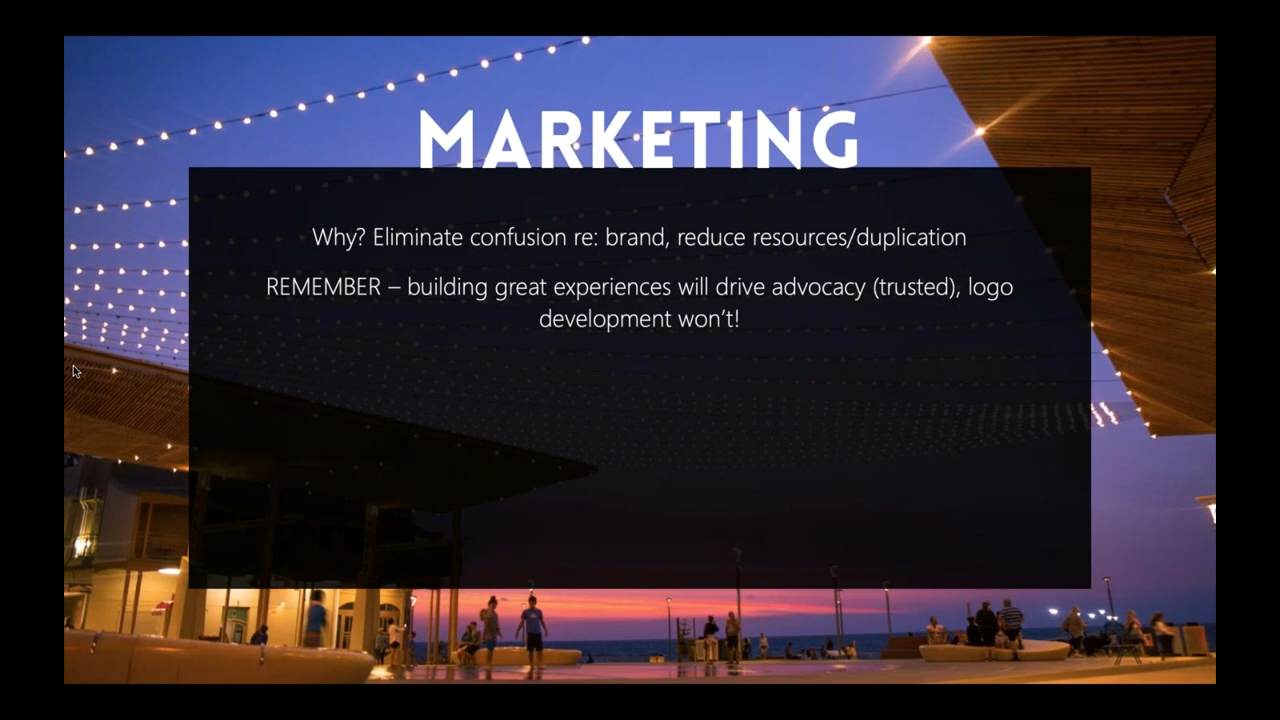 MARKETING
Why? Eliminate confusion re: brand, reduce resources/duplication
REMEMBER – building great experiences will drive advocacy (trusted), logo
development won’t!